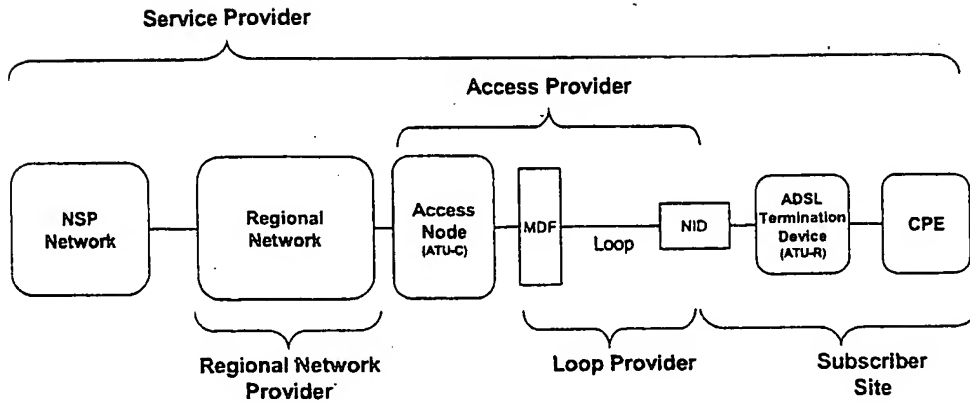 Service Provider
Access Provider
NSP
Network
Regional
Network
Access
Node
(ATU-C)
MDF
Loop
NID
ADSL
Termination
Device
(ATU-R)
CPE
Regional Network
Provider
Loop Provider
Subscriber
Site